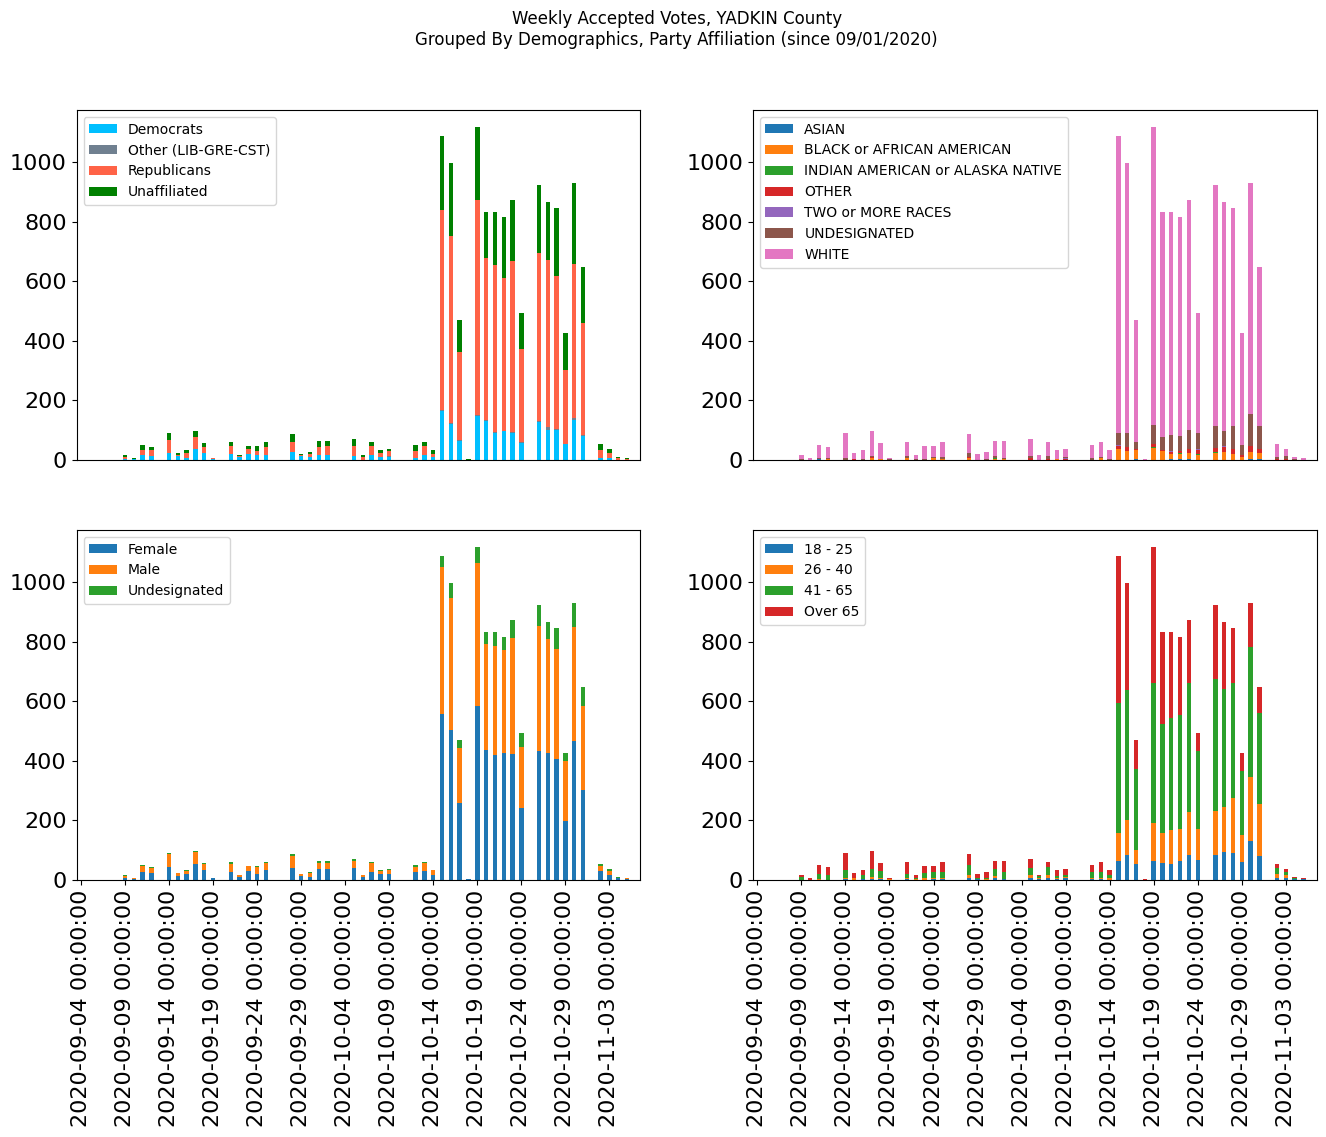 Weekly Accepted Votes, YADKIN County
Grouped By Demographics, Party Affiliation (since 09/01/2020)
1000
800
600
400
200
0
Democrats
Other (LIB-GRE-CST)
Republicans
Unaffiliated
1000
800
600
400
200
0
ASIAN
BLACK or AFRICAN AMERICAN
INDIAN AMERICAN or ALASKA NATIVE
OTHER
TWO or MORE RACES
UNDESIGNATED
WHITE
1000
800
600
400
200
0
Female
Male
Undesignated
2020-09-04 00:00:00
2020-09-09 00:00:00
2020-09-14 00:00:00
2020-09-19 00:00:00
2020-09-24 00:00:00
2020-09-29 00:00:00
2020-10-04 00:00:00
2020-10-09 00:00:00
2020-10-14 00:00:00
2020-10-19 00:00:00
2020-10-24 00:00:00
2020-10-29 00:00:00
2020-11-03 00:00:00
1000
800
600
400
200
0
18 - 25
26 - 40
41 - 65
Over 65
2020-09-04 00:00:00
2020-09-09 00:00:00
2020-09-14 00:00:00
2020-09-19 00:00:00
2020-09-24 00:00:00
2020-09-29 00:00:00
2020-10-04 00:00:00
2020-10-09 00:00:00
2020-10-14 00:00:00
2020-10-19 00:00:00
2020-10-24 00:00:00
2020-10-29 00:00:00
2020-11-03 00:00:00